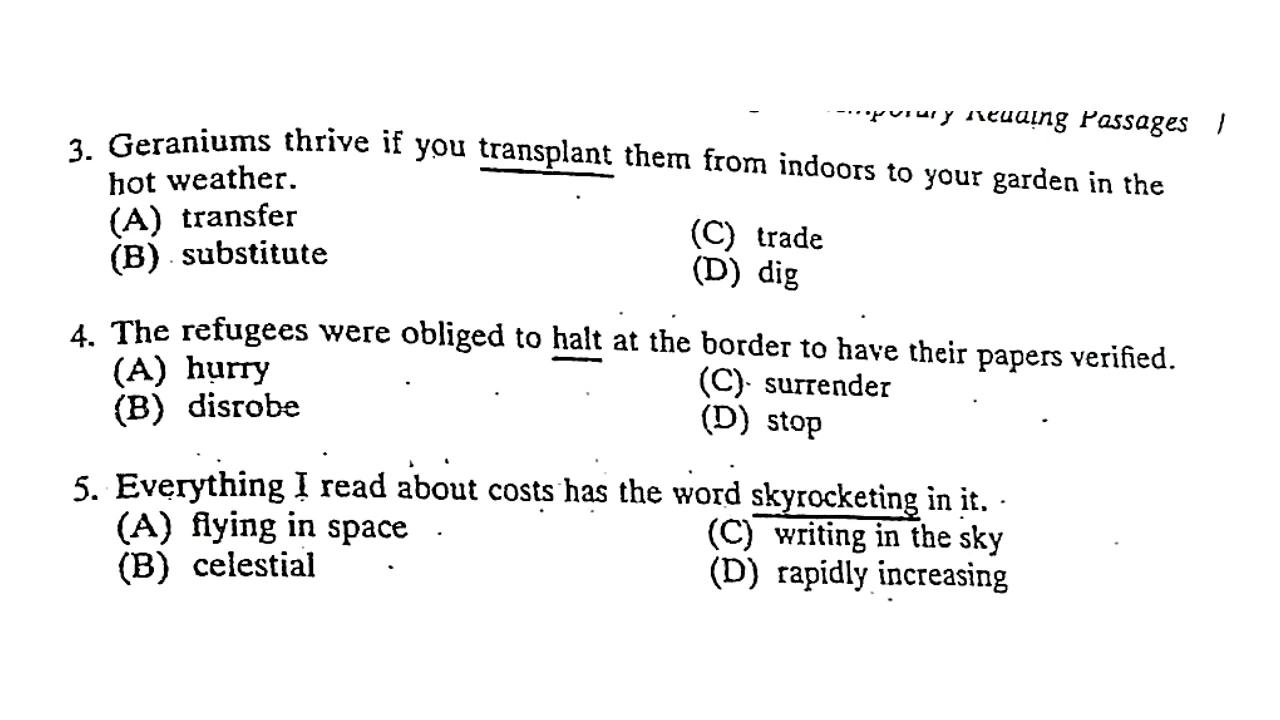 Reading Passages
3. Geraniums thrive if you transplant them from indoors to your garden in the
hot weather.
(A) transfer
(B) substitute
(C) trade
(D) dig
4. The refugees were obliged to halt at the border to have their papers verified.
(A) hurry
(B) disrobe
(C) surrender
(D) stop
5. Everything I read about costs has the word skyrocketing in it.
(A) flying in space
(B) celestial
(C) writing in the sky
(D) rapidly increasing